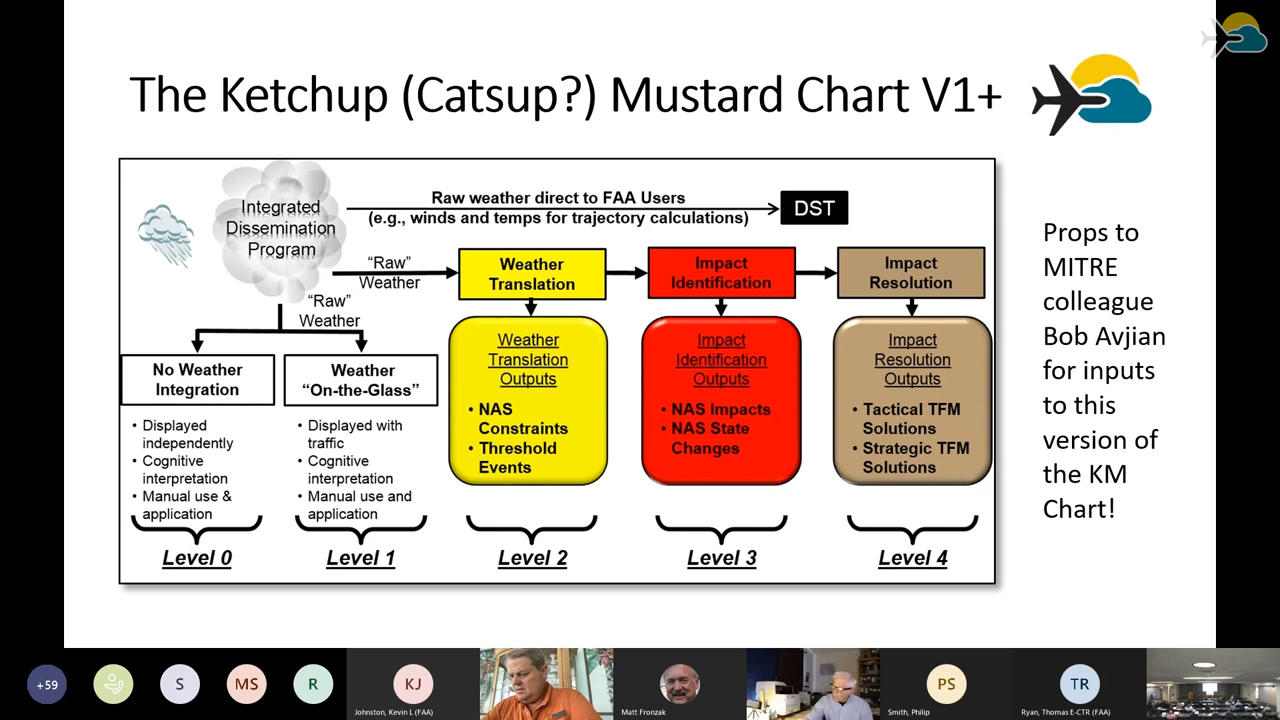 The Ketchup (Catsup?) Mustard Chart V1+
Integrated
Dissemination
Program
Raw weather direct to FAA Users
(e.g., winds and temps for trajectory calculations)
DST
“Raw”
Weather
“Raw”
Weather
Weather
Translation
Impact
Identification
Impact
Resolution
No Weather
Integration
• Displayed
independently
• Cognitive
interpretation
• Manual use &
application
Level 0
Weather
“On-the-Glass”
• Displayed with
traffic
• Cognitive
interpretation
• Manual use and
application
Level 1
Weather
Translation
Outputs
• NAS
Constraints
• Threshold
Events
Level 2
Impact
Identification
Outputs
• NAS Impacts
• NAS State
Changes
Level 3
Impact
Resolution
Outputs
• Tactical TFM
Solutions
• Strategic TFM
Solutions
Level 4
Props to
MITRE
colleague
Bob Avjian
for inputs
to this
version of
the KM
Chart!
+59
S
MS
R
KJ
Johnston, Kevin L (FAA)
Matt Fronzak
PS
Smith, Philip
TR
Ryan, Thomas E-CTR (FAA)